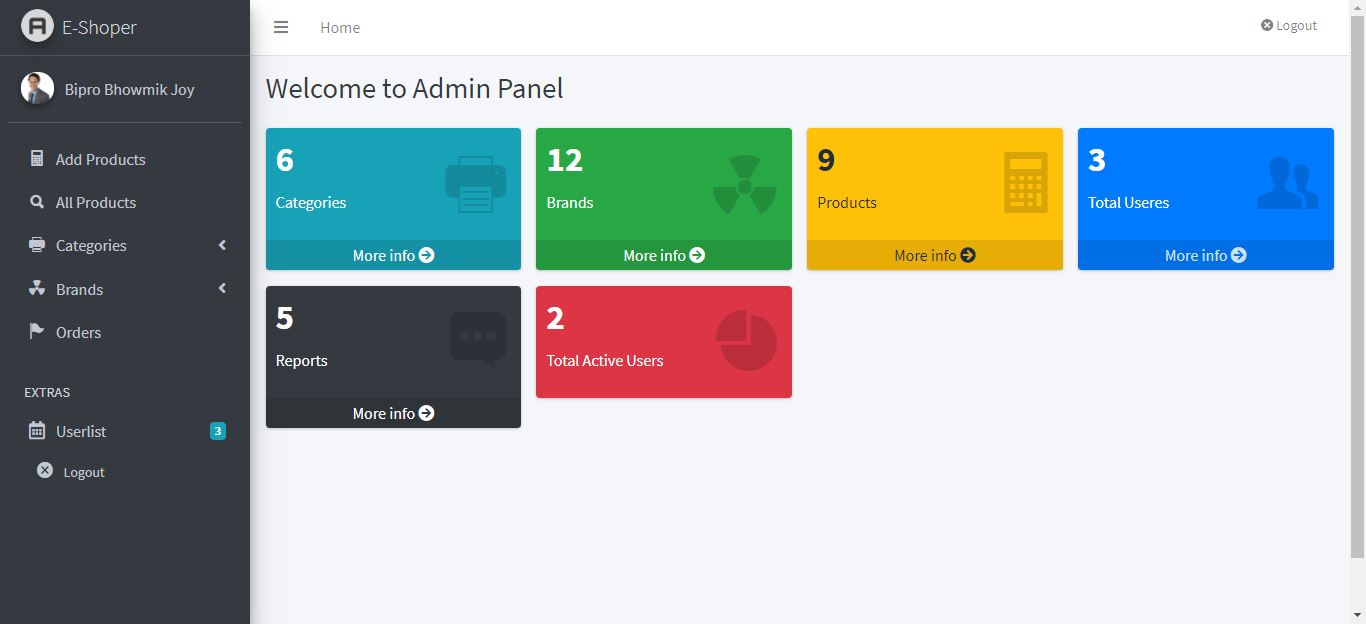 E-Shoper
Home
Logout
Bipro Bhowmik Joy
Add Products
All Products
Categories
Brands
Orders
EXTRAS
Userlist 3
Logout
Welcome to Admin Panel
6
Categories
More info
12
Brands
More info
9
Products
More info
3
Total Useres
More info
5
Reports
More info
2
Total Active Users